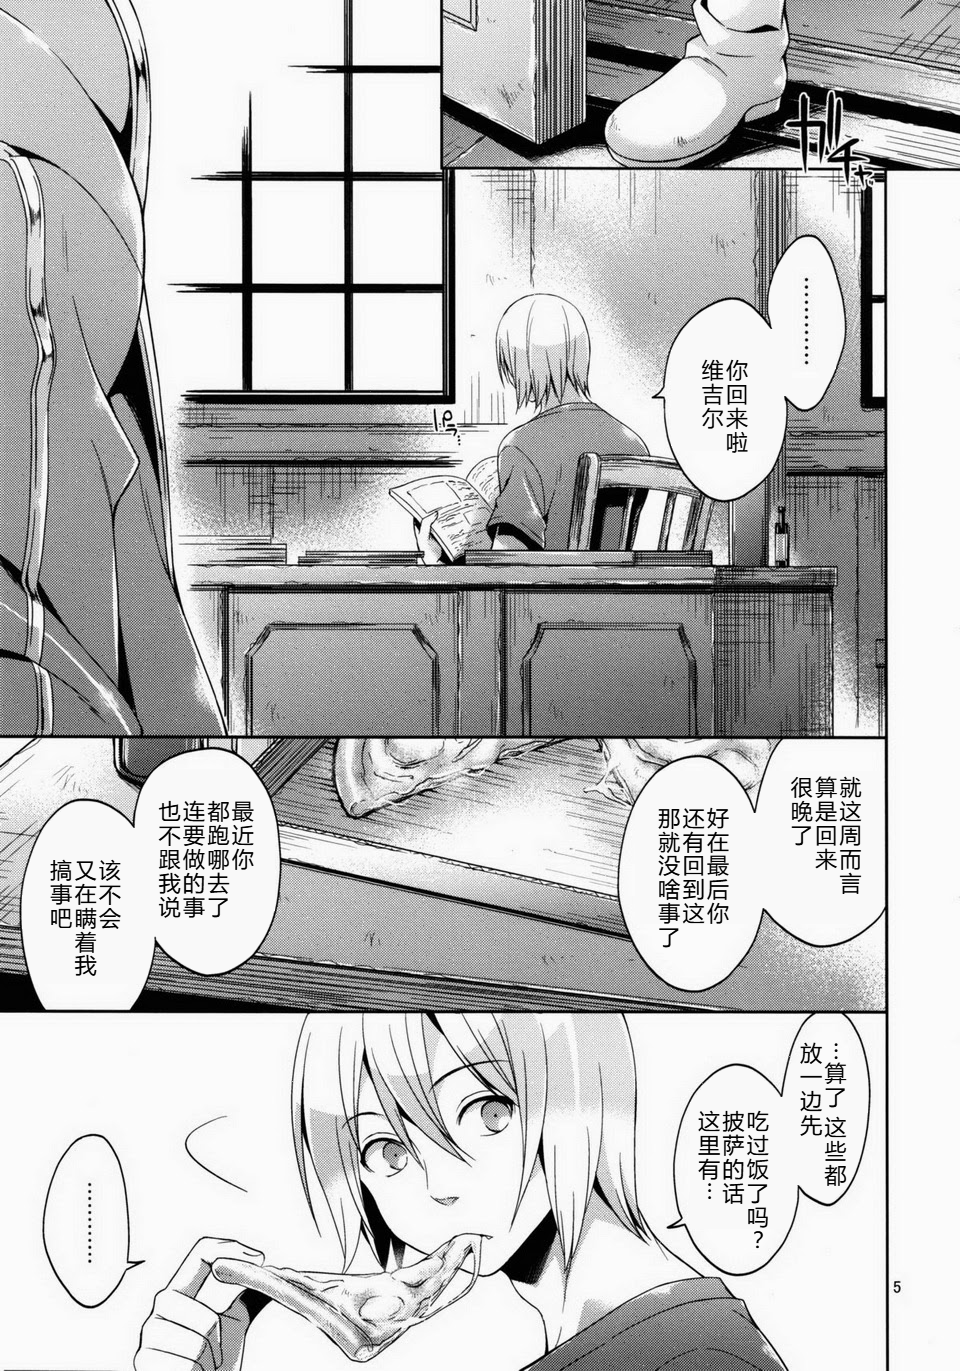 ガチャ
…………
你回来啦
维吉尔
パラ…
就这周而言
算是回来
很晚了
好在最后你
还有回到这
那就没啥事了
最近你
都跑哪去了
连要做的事
也不跟我说
该不会
又在瞒着我
搞事吧
…算了 这些都
放一边先
吃过饭了吗？
披萨的话
这里有…
…………
5